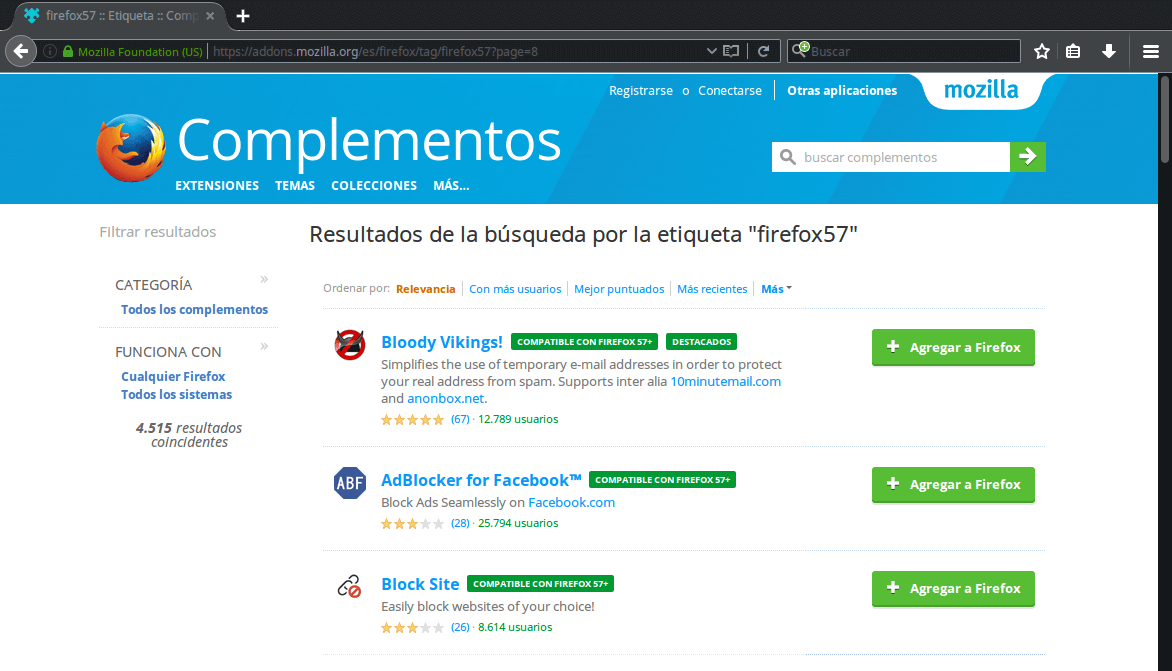 firefox57 :: Etiqueta :: Comp
Mozilla Foundation (US) https://addons.mozilla.org/es/firefox/tag/firefox57?page=8 Buscar
Registrarse o Conectarse Otras aplicaciones mozilla
Complementos
buscar complementos
EXTENSIONES TEMAS COLECCIONES MÁS...
Filtrar resultados
Resultados de la búsqueda por la etiqueta "firefox57"
CATEGORÍA »
Todos los complementos
FUNCIONA CON »
Cualquier Firefox
Todos los sistemas
4.515 resultados
coincidentes
Ordenar por: Relevancia Con más usuarios Mejor puntuados Más recientes Más
Bloody Vikings! COMPATIBLE CON FIREFOX 57+ DESTACADOS
Agregar a Firefox
Simplifies the use of temporary e-mail addresses in order to protect
your real address from spam. Supports inter alia 10minutemail.com
and anonbox.net.
(67) · 12.789 usuarios
ABF
AdBlocker for Facebook™ COMPATIBLE CON FIREFOX 57+
Agregar a Firefox
Block Ads Seamlessly on Facebook.com
(28) · 25.794 usuarios
Block Site COMPATIBLE CON FIREFOX 57+
Agregar a Firefox
Easily block websites of your choice!
(26) · 8.614 usuarios